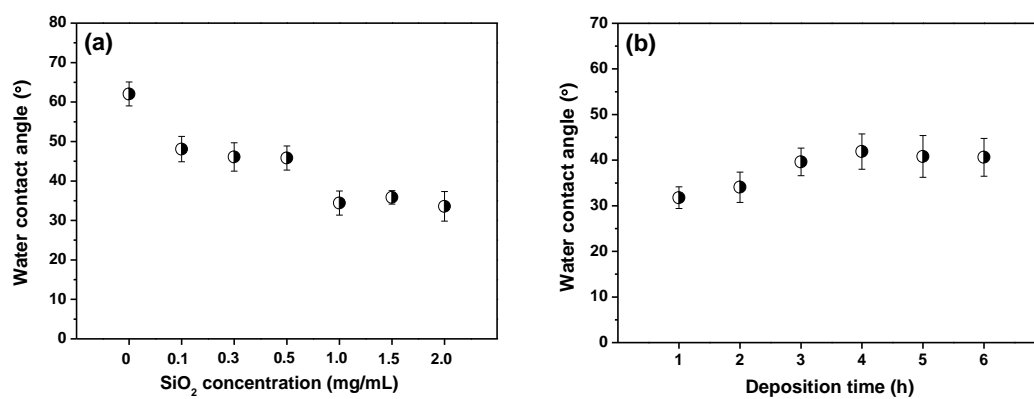 (a)
Water contact angle (°)
80
70
60
50
40
30
20
10
0
0 0.1 0.3 0.5 1.0 1.5 2.0
SiO₂ concentration (mg/mL)
(b)
Water contact angle (°)
70
60
50
40
30
20
10
0
1 2 3 4 5 6
Deposition time (h)